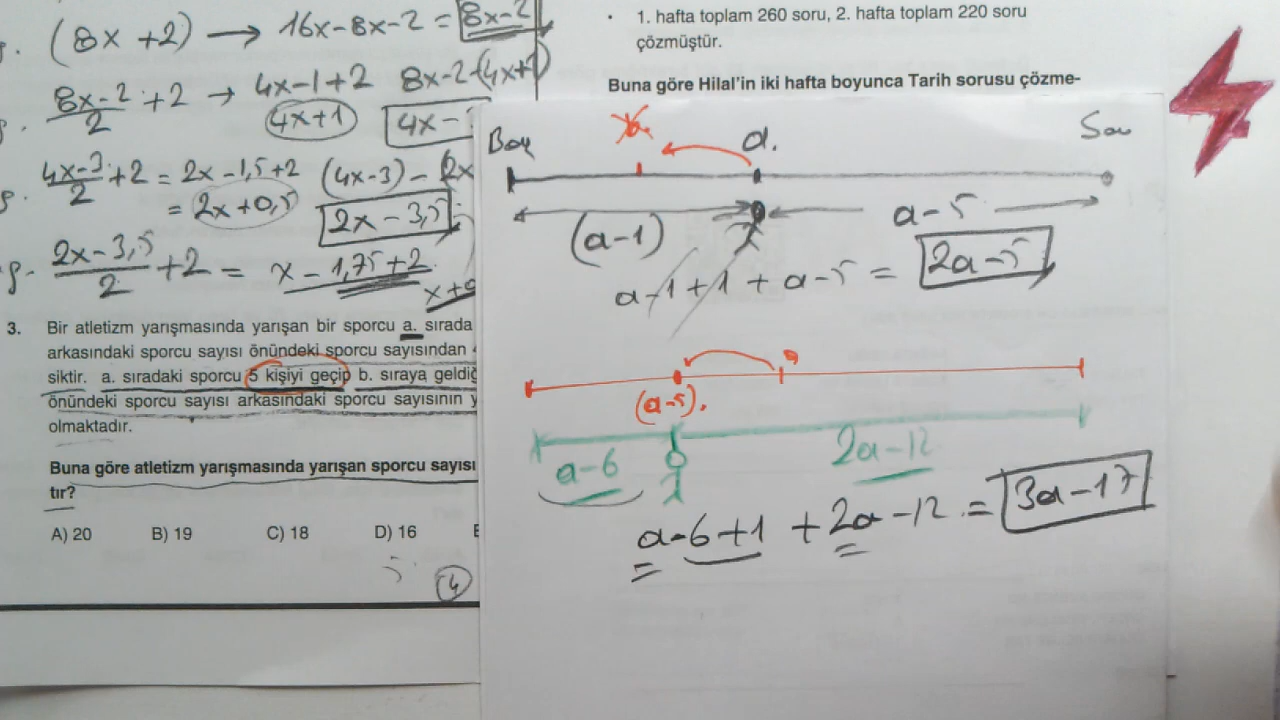 (8x + 2) → 16x-8x-2 = 8x-2
8x-2/2 + 2 → 4x-1+2 8x-2-(4x+1)
4x+1
4x-3/2 + 2 = 2x-1,5+2 (4x-3) - (2x
= 2x+0,5 2x-3,5
2x-3,5/2 + 2 = x-1,75+2
3. Bir atletizm yarışmasında yarışan bir sporcu a. sırada
arkasındaki sporcu sayısı önündeki sporcu sayısından
siktir. a. sıradaki sporcu 5 kişiyi geçip b. sıraya geldiğ
önündeki sporcu sayısı arkasındaki sporcu sayısının y
olmaktadır.
Buna göre atletizm yarışmasında yarışan sporcu sayısı
tır?
A) 20 B) 19 C) 18 D) 16
4
• 1. hafta toplam 260 soru, 2. hafta toplam 220 soru
çözmüştür.
Buna göre Hilal'in iki hafta boyunca Tarih sorusu çözme-
a.
(a-1) a-5
a-1+1+a-5 = 2a-5
(a-5).
a-6 2a-12
a-6+1 + 2a-12 = 3a-17